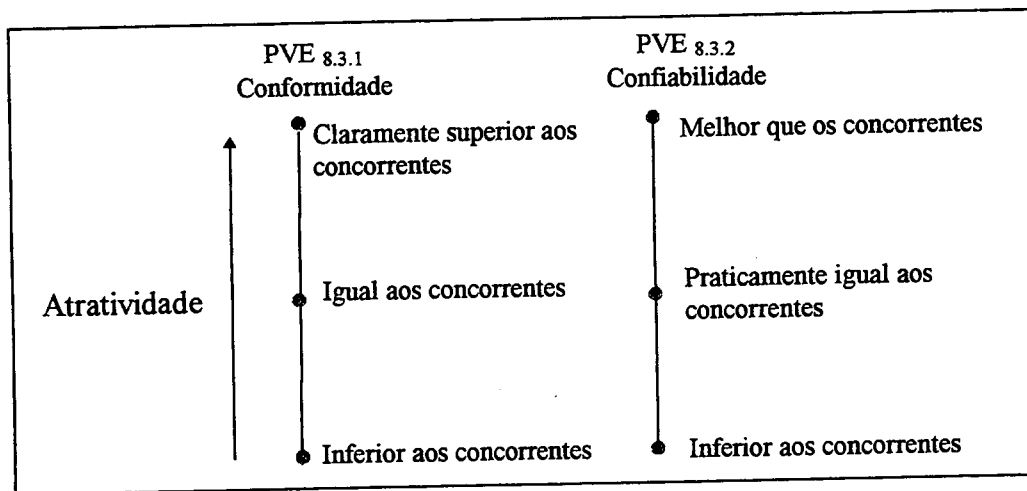 PVE 8.3.1
Conformidade
PVE 8.3.2
Confiabilidade
Claramente superior aos
concorrentes
Melhor que os concorrentes
Atratividade
Igual aos concorrentes
Praticamente igual aos
concorrentes
Inferior aos concorrentes
Inferior aos concorrentes